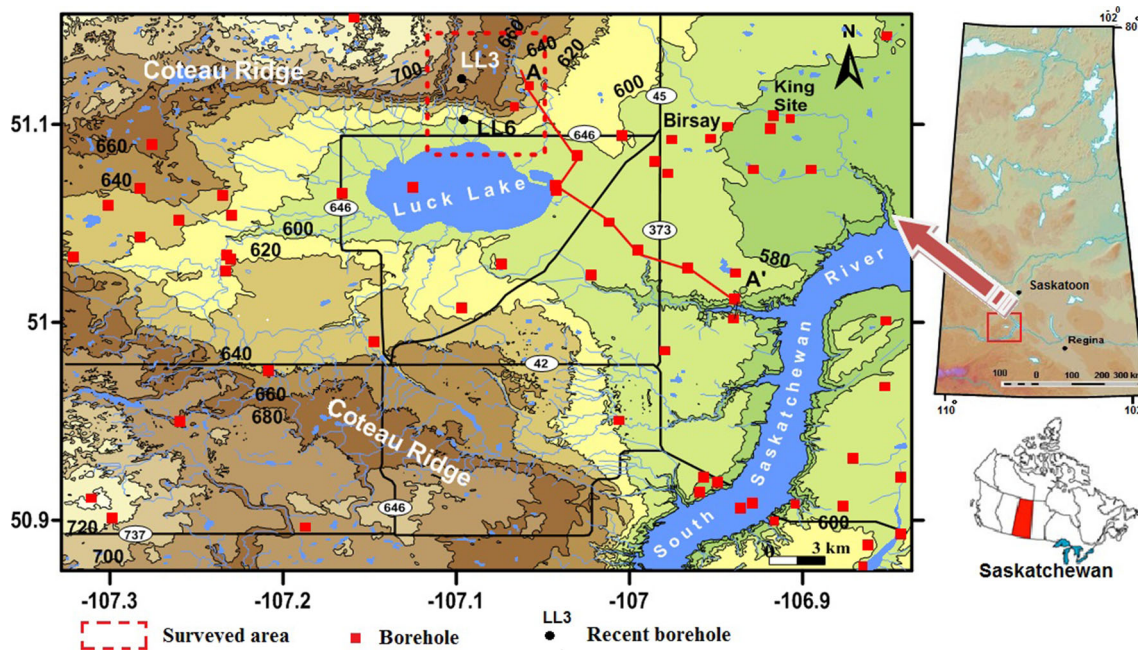 660
640
620
102°
80°
LL3
N
Coteau Ridge
700
A
600
King
Site
45
Birsay
51.1
LL6
646
660
640
Luck Lake
646
600
373
620
580
River
A'
Saskatoon
51
Regina
640
42
100 0 100 200 300 km
660
680
Coteau Ridge
110°
Saskatchewan
50.9
720
646
South
600
737
700
0 3 km
Saskatchewan
-107.3 -107.2 -107.1 -107 -106.9
LL3
Surveyed area Borehole Recent borehole